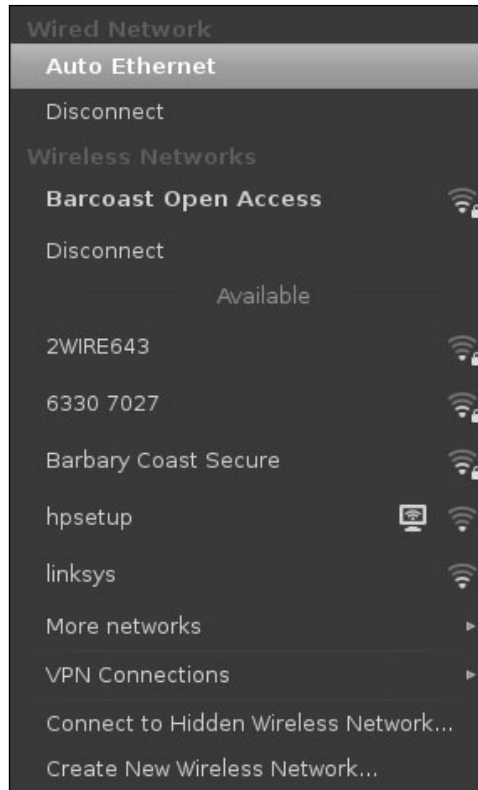 Wired Network
Auto Ethernet
Disconnect
Wireless Networks
Barcoast Open Access
Disconnect
Available
2WIRE643
6330 7027
Barbary Coast Secure
hpsetup
linksys
More networks
VPN Connections
Connect to Hidden Wireless Network...
Create New Wireless Network...